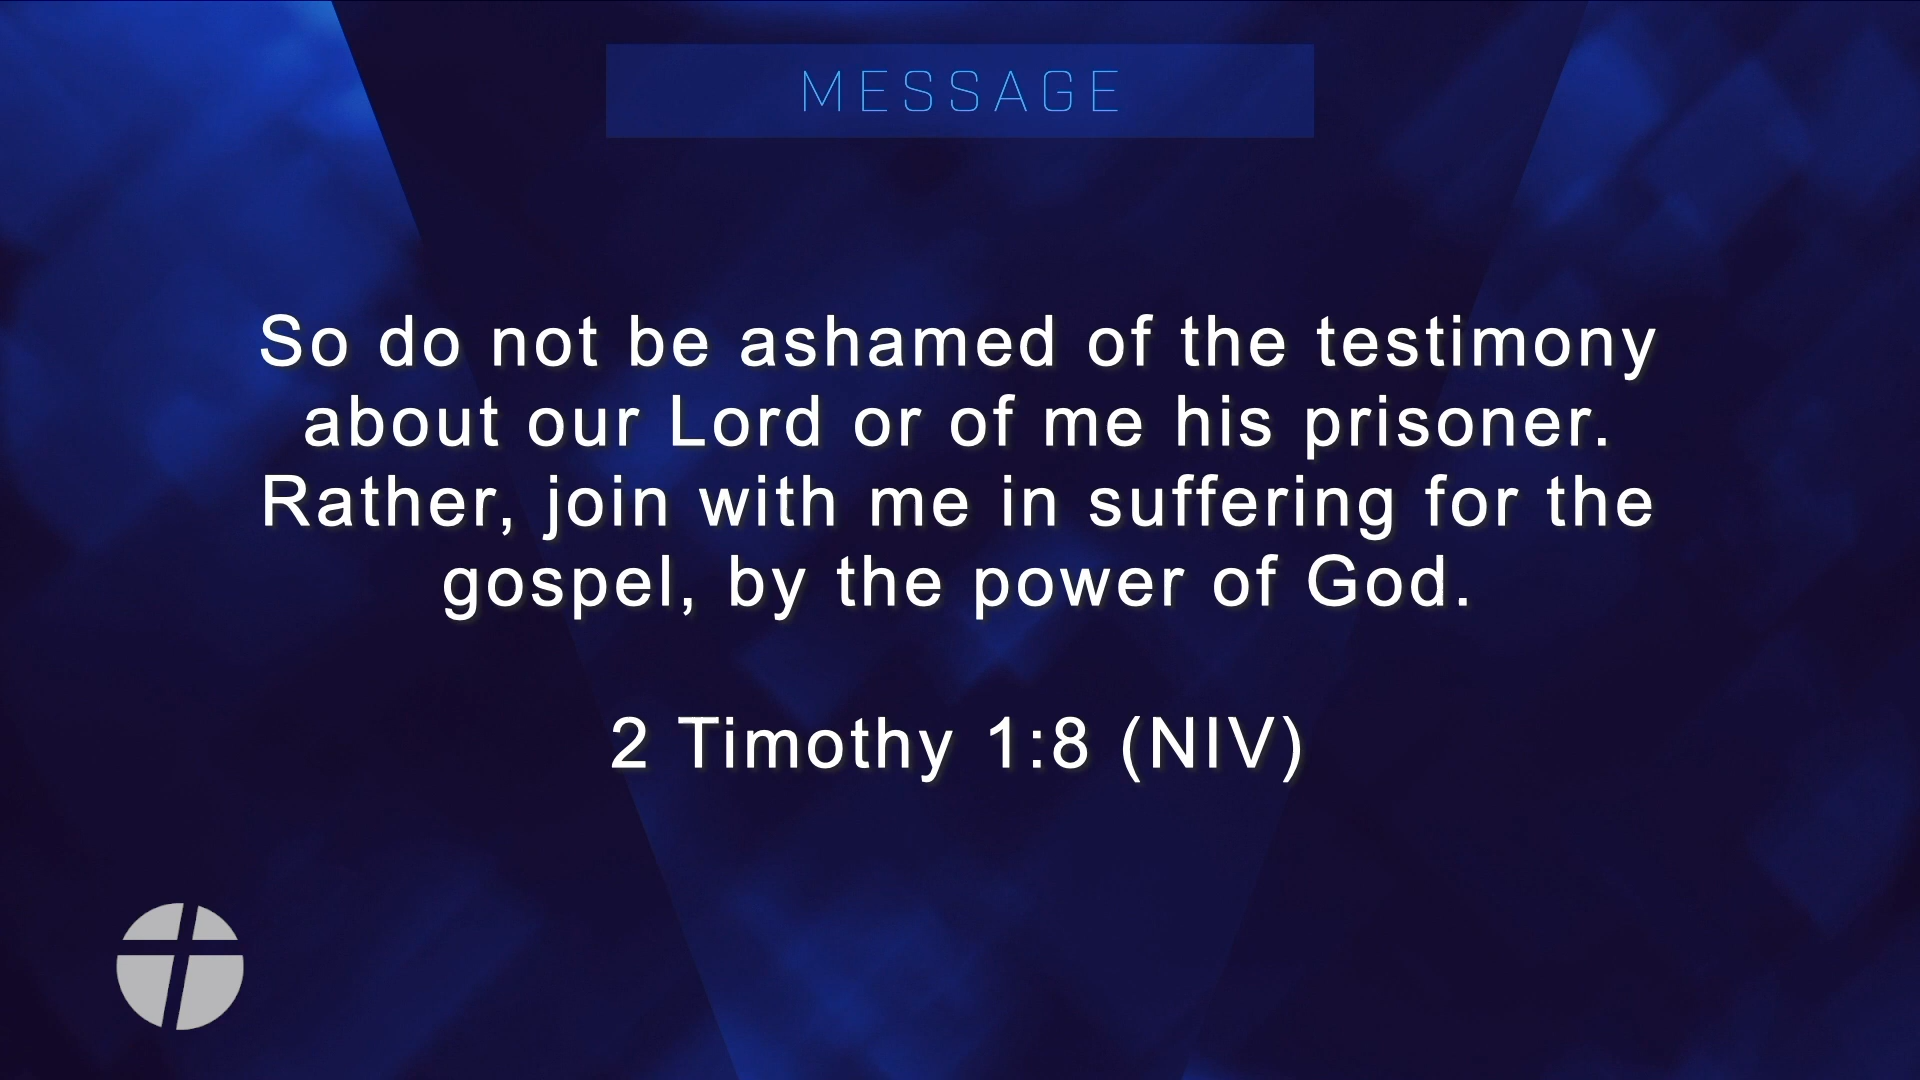 MESSAGE
So do not be ashamed of the testimony
about our Lord or of me his prisoner.
Rather, join with me in suffering for the
gospel, by the power of God.
2 Timothy 1:8 (NIV)